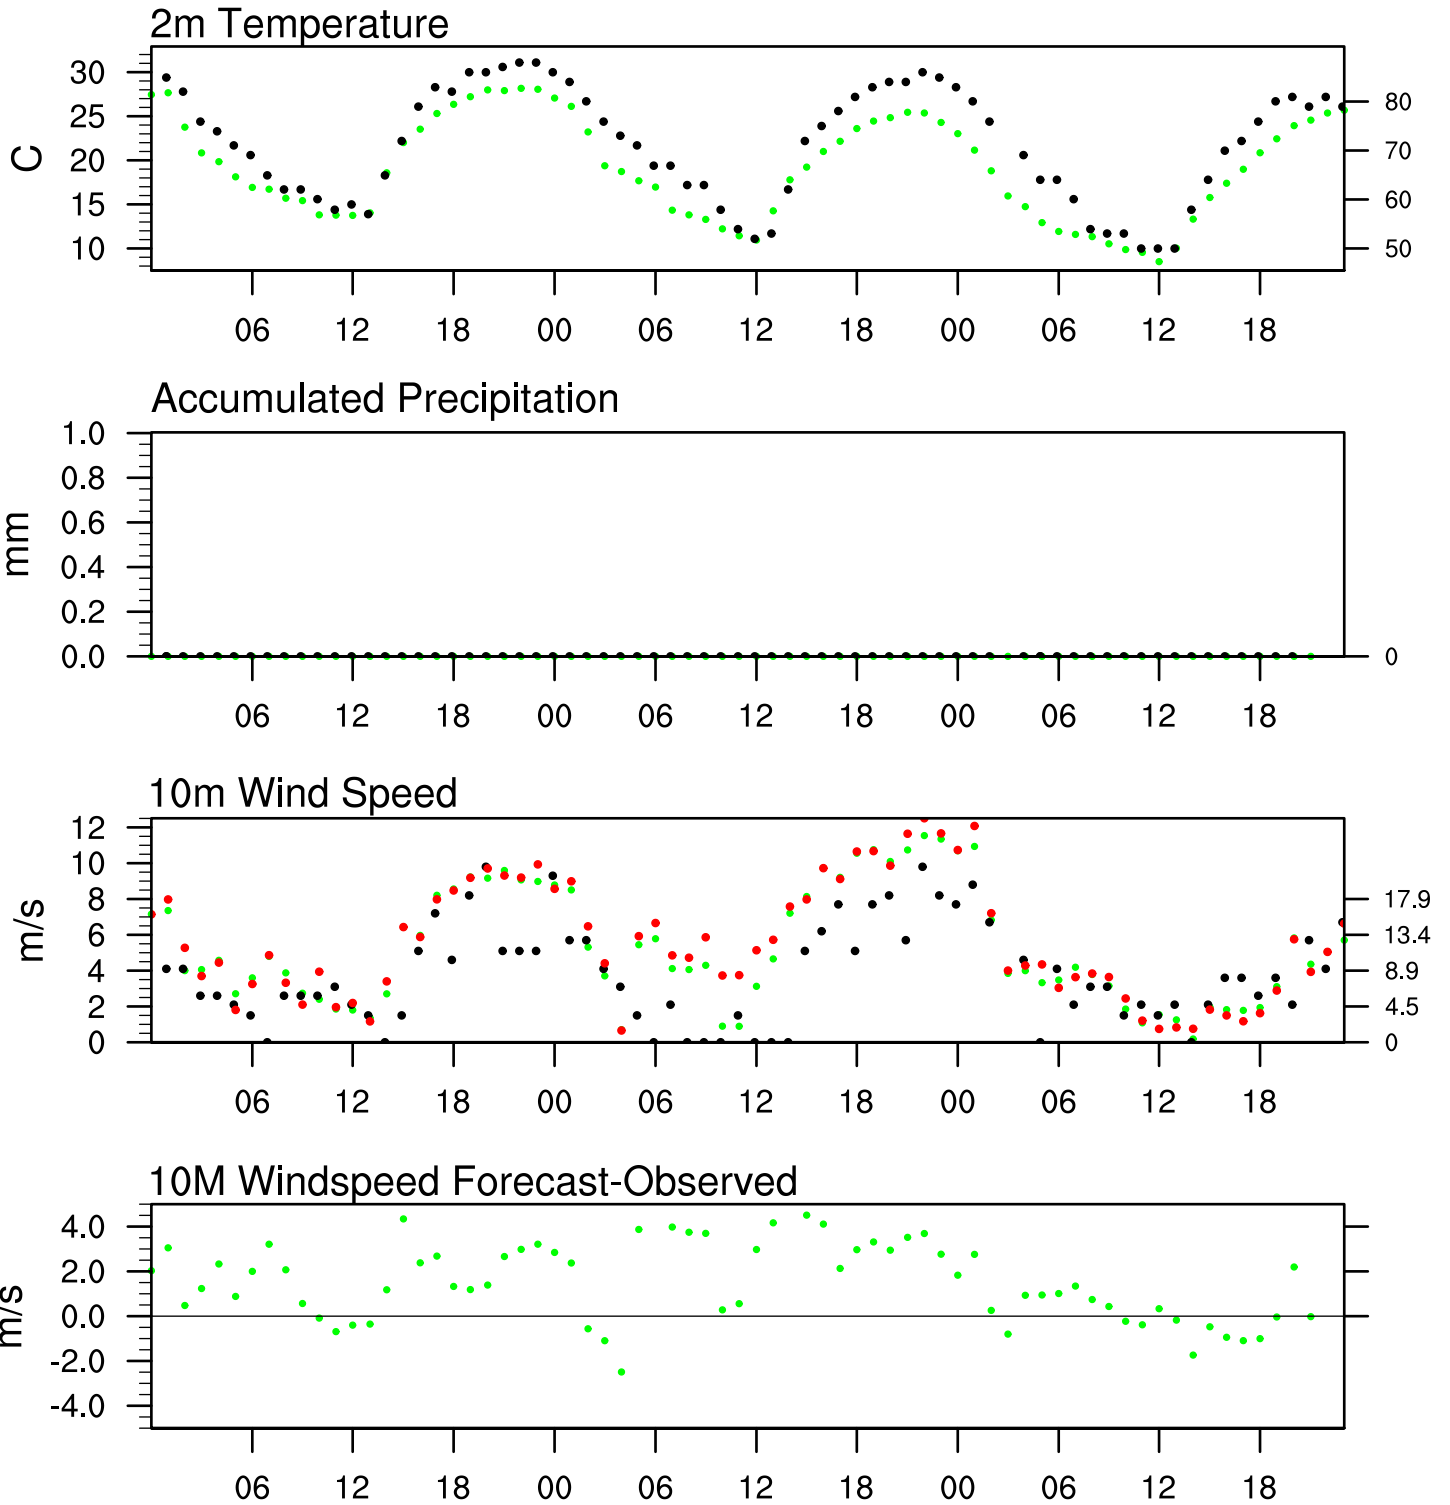 2m Temperature
C
30
25
20
15
10
80
70
60
50
06 12 18 00 06 12 18 00 06 12 18
Accumulated Precipitation
mm
1.0
0.8
0.6
0.4
0.2
0.0
0
06 12 18 00 06 12 18 00 06 12 18
10m Wind Speed
m/s
12
10
8
6
4
2
0
17.9
13.4
8.9
4.5
0
06 12 18 00 06 12 18 00 06 12 18
10M Windspeed Forecast-Observed
m/s
4.0
2.0
0.0
-2.0
-4.0
06 12 18 00 06 12 18 00 06 12 18